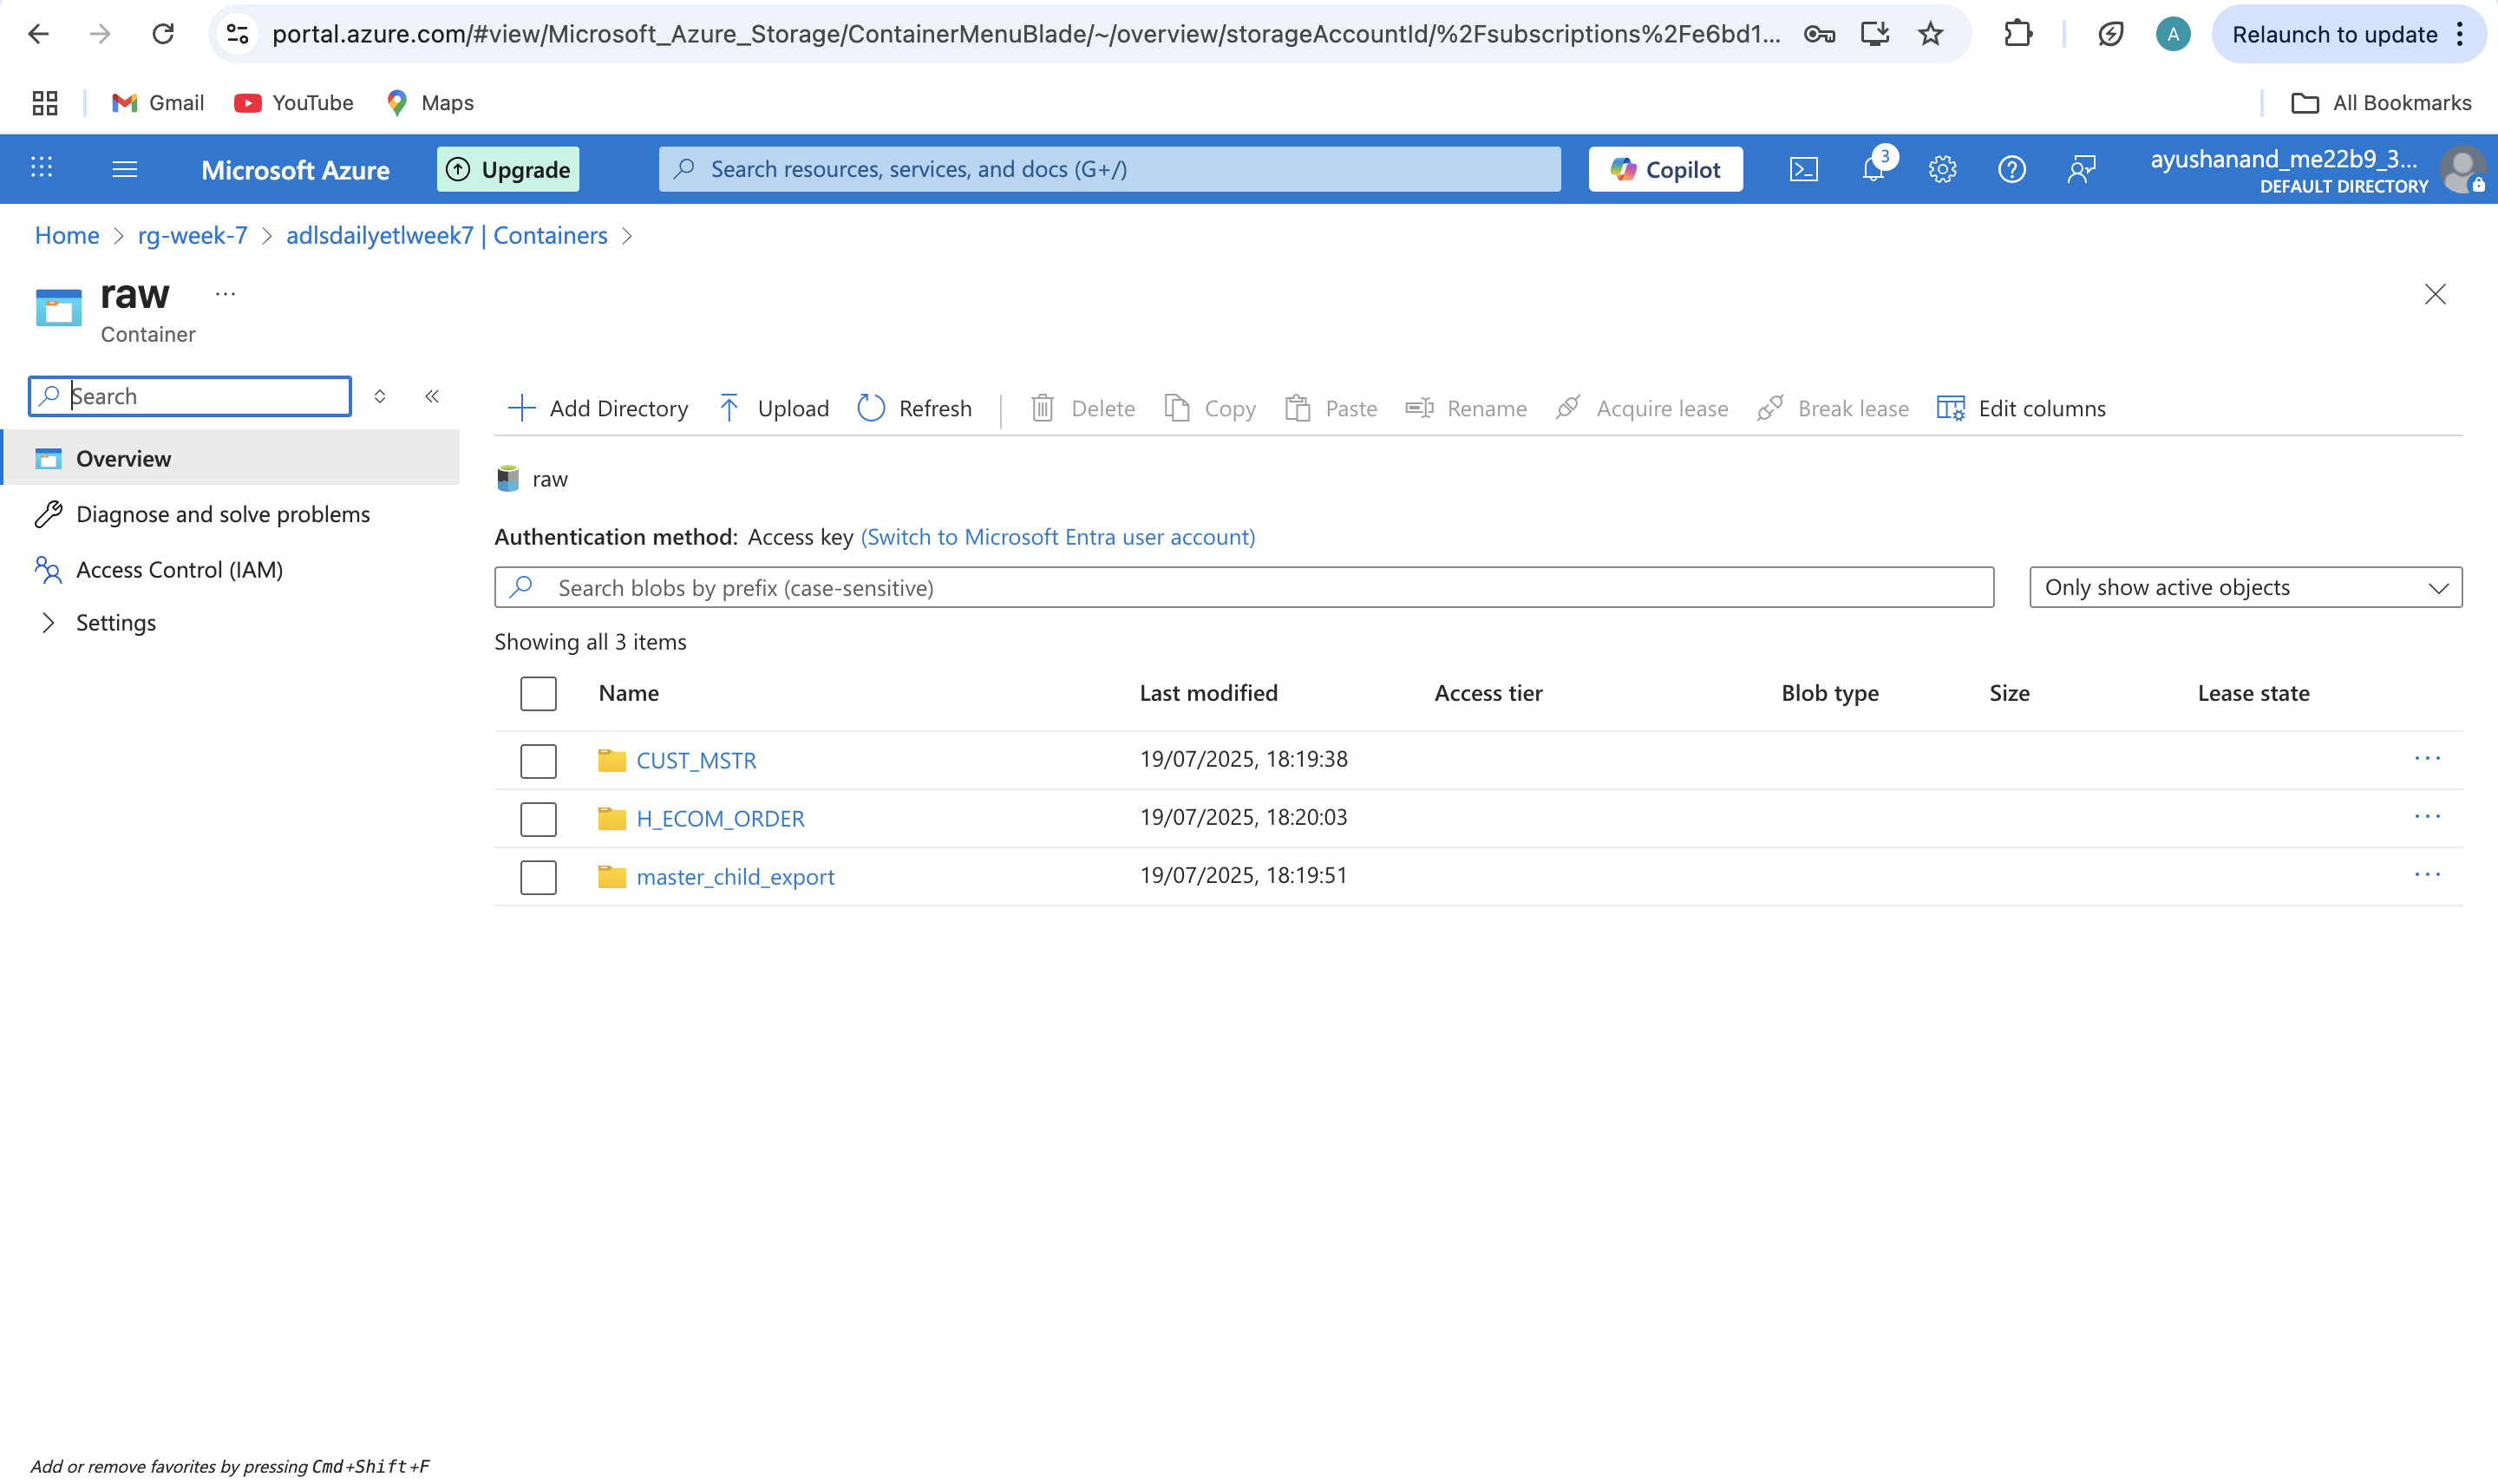 portal.azure.com/#view/Microsoft_Azure_Storage/ContainerMenuBlade/~/overview/storageAccountId/%2Fsubscriptions%2Fe6bd1... A Relaunch to update
Gmail YouTube Maps All Bookmarks
Microsoft Azure Upgrade Search resources, services, and docs (G+/) Copilot 3 ayushanand_me22b9_3...
DEFAULT DIRECTORY
Home > rg-week-7 > adlsdailyetlweek7 | Containers >
raw ...
Container
Search
Add Directory Upload Refresh Delete Copy Paste Rename Acquire lease Break lease Edit columns
Overview
Diagnose and solve problems
Access Control (IAM)
Settings
raw
Authentication method: Access key (Switch to Microsoft Entra user account)
Search blobs by prefix (case-sensitive) Only show active objects
Showing all 3 items
Name Last modified Access tier Blob type Size Lease state
CUST_MSTR 19/07/2025, 18:19:38 ...
H_ECOM_ORDER 19/07/2025, 18:20:03 ...
master_child_export 19/07/2025, 18:19:51 ...
Add or remove favorites by pressing Cmd+Shift+F